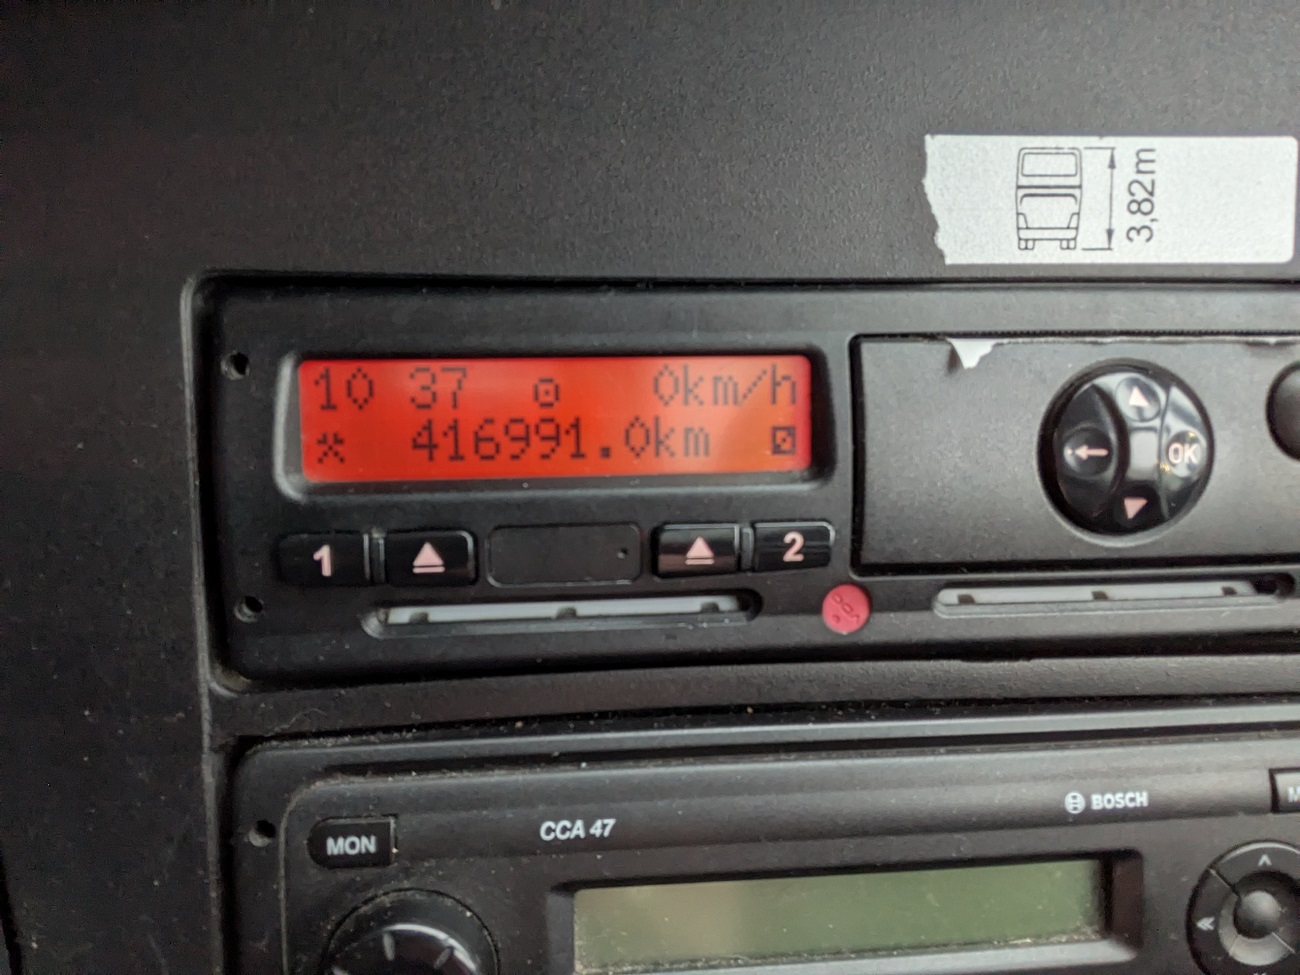 3,82m
10 37 0km/h
416991.0km
OK
1 2
BOSCH
CCA 47
MON